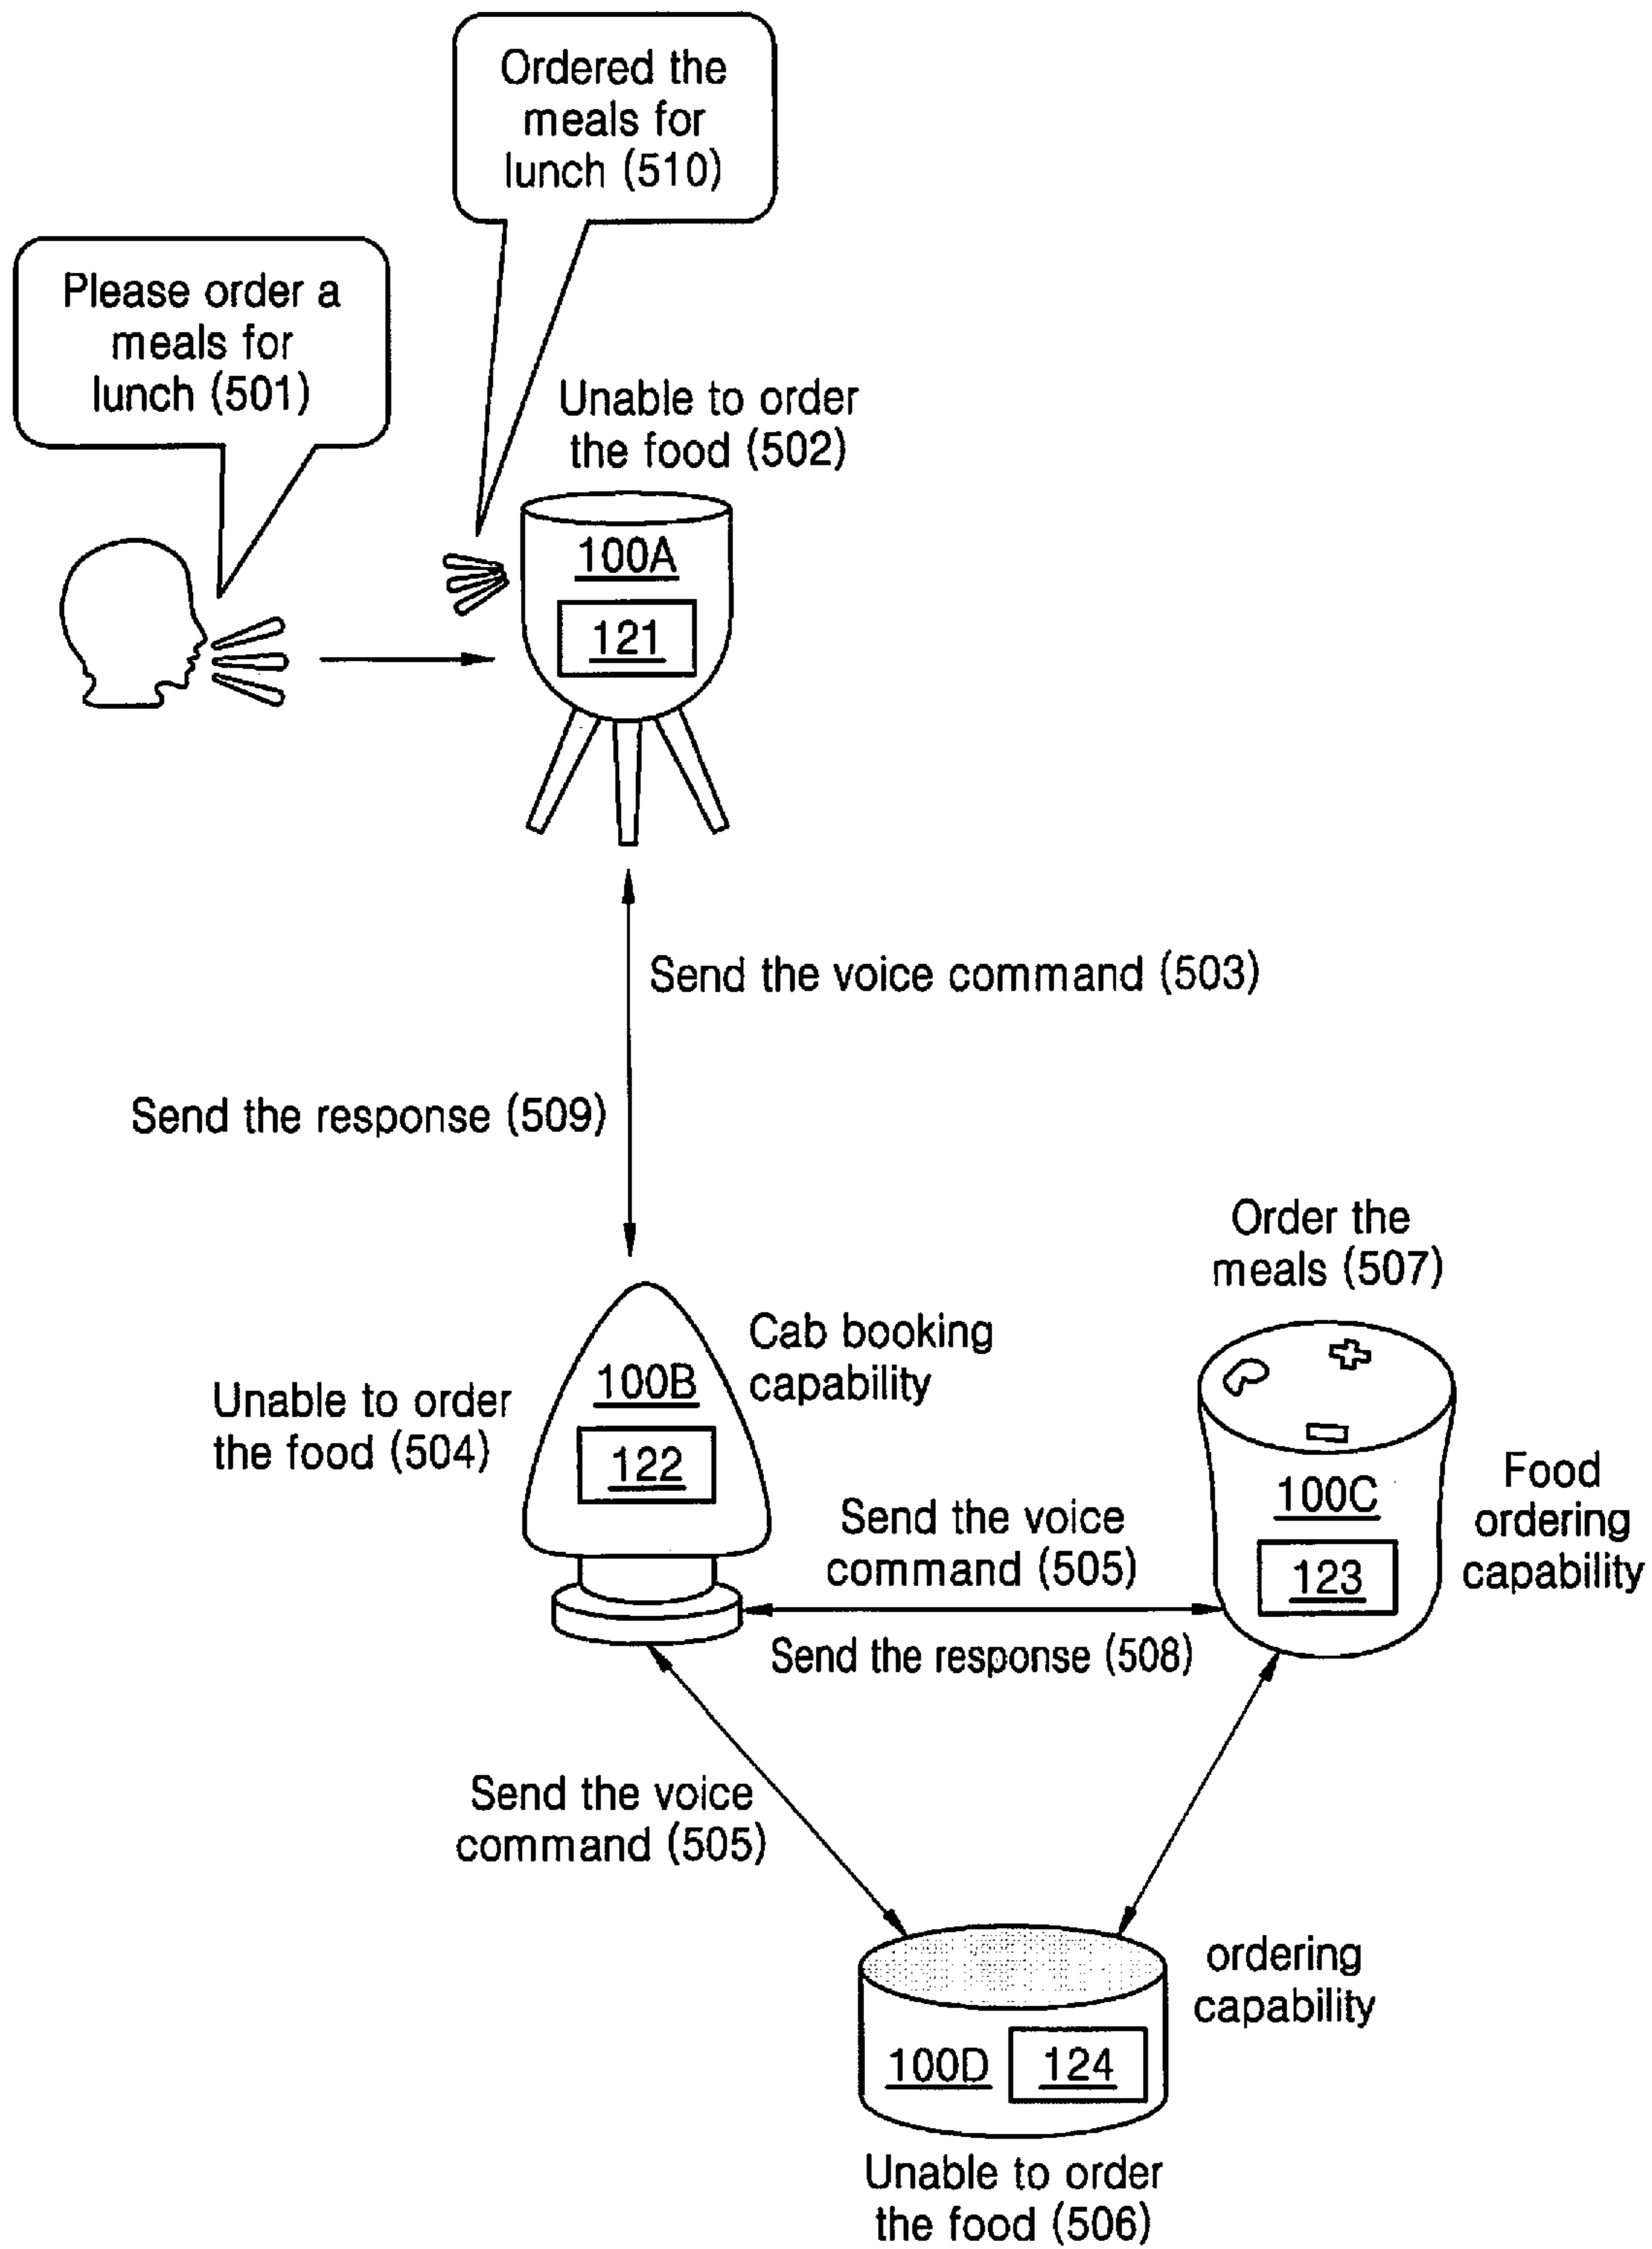 Ordered the
meals for
lunch (510)
Please order a
meals for
lunch (501)
Unable to order
the food (502)
100A
121
Send the voice command (503)
Send the response (509)
Order the
meals (507)
Cab booking
capability
100B
Unable to order
the food (504)
122
100C
Food
ordering
capability
123
Send the voice
command (505)
Send the response (508)
Send the voice
command (505)
ordering
capability
100D
124
Unable to order
the food (506)